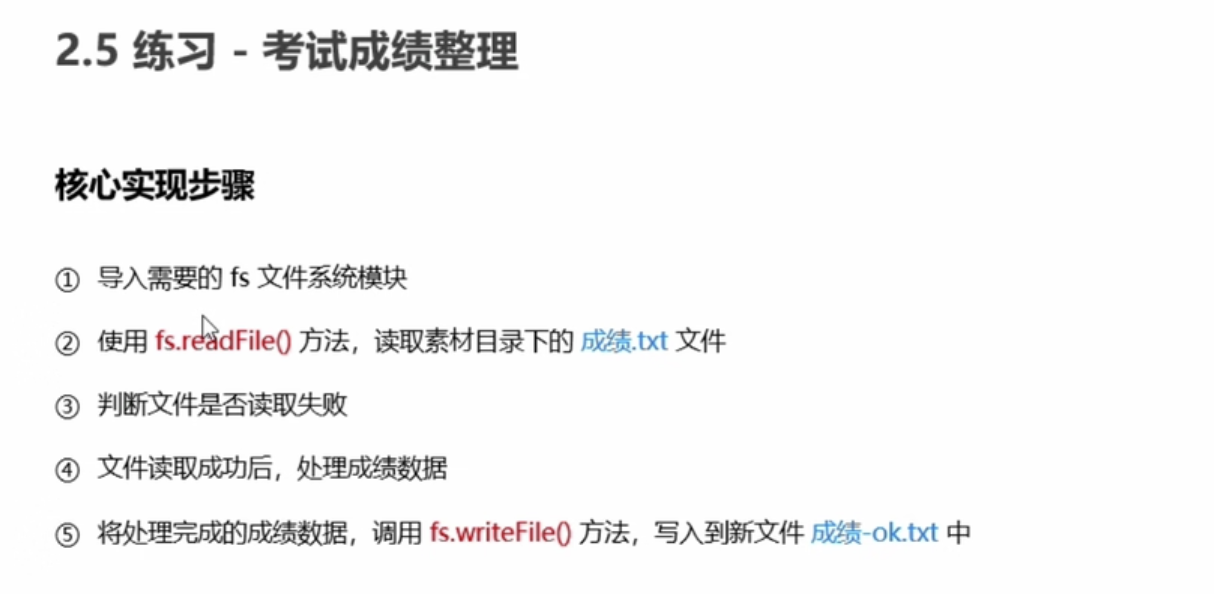 2.5 练习 - 考试成绩整理
核心实现步骤
① 导入需要的 fs 文件系统模块
② 使用 fs.readFile() 方法，读取素材目录下的 成绩.txt 文件
③ 判断文件是否读取失败
④ 文件读取成功后，处理成绩数据
⑤ 将处理完成的成绩数据，调用 fs.writeFile() 方法，写入到新文件 成绩-ok.txt 中